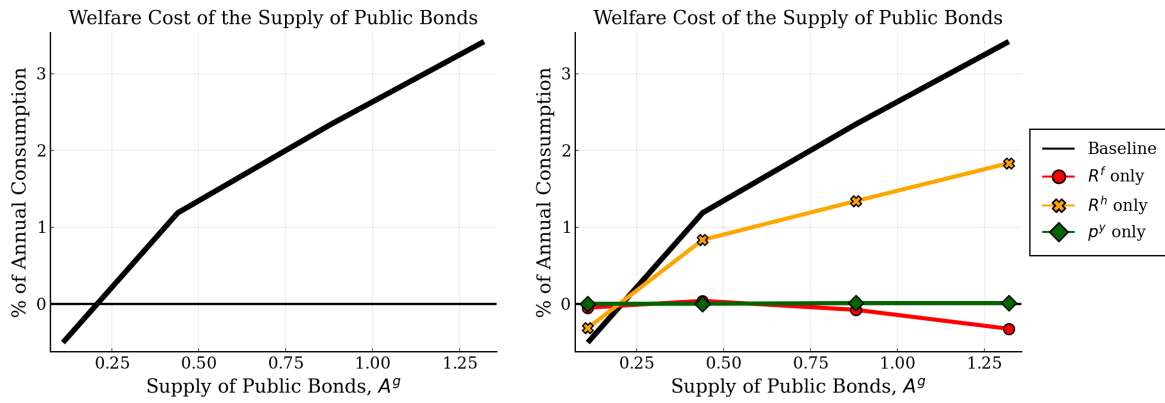 Welfare Cost of the Supply of Public Bonds
% of Annual Consumption
3
2
1
0
0.25 0.50 0.75 1.00 1.25
Supply of Public Bonds, A^g
Welfare Cost of the Supply of Public Bonds
% of Annual Consumption
3
2
1
0
0.25 0.50 0.75 1.00 1.25
Supply of Public Bonds, A^g
Baseline
R^f only
R^h only
p^y only